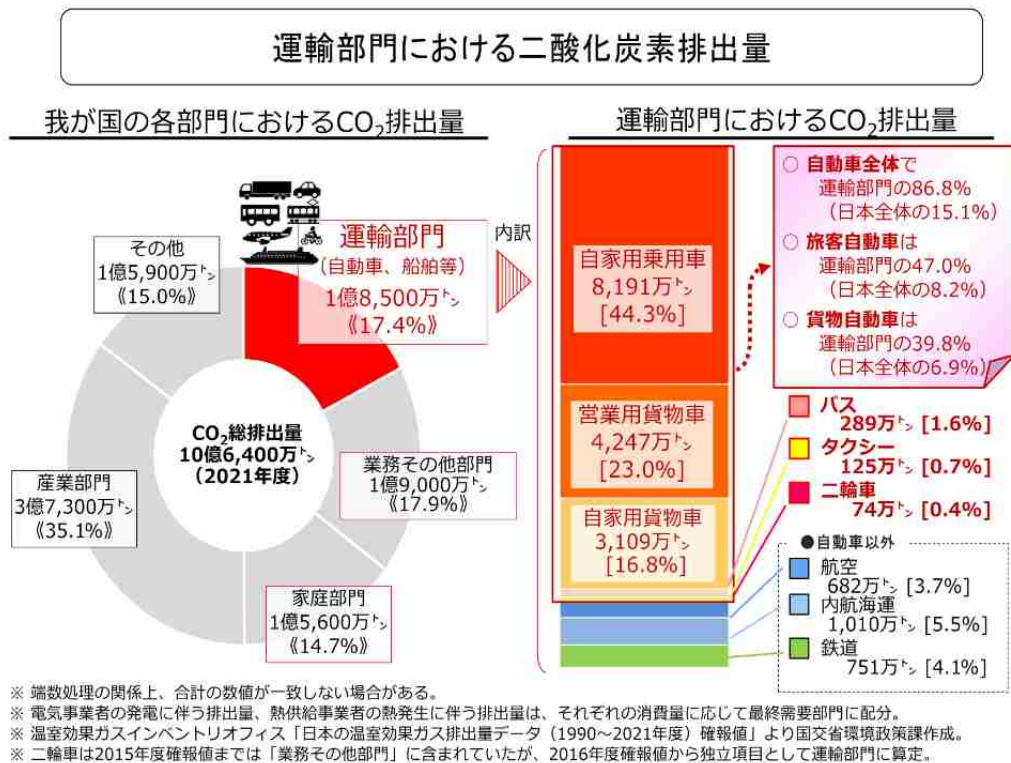 運輸部門における二酸化炭素排出量
我が国の各部門におけるCO₂排出量
運輸部門
(自動車、船舶等)
1億8,500万㌧
《17.4%》
その他
1億5,900万㌧
《15.0%》
CO₂総排出量
10億6,400万㌧
(2021年度)
業務その他部門
1億9,000万㌧
《17.9%》
産業部門
3億7,300万㌧
《35.1%》
家庭部門
1億5,600万㌧
《14.7%》
内訳
運輸部門におけるCO₂排出量
自家用乗用車
8,191万㌧
[44.3%]
営業用貨物車
4,247万㌧
[23.0%]
自家用貨物車
3,109万㌧
[16.8%]
○ 自動車全体で
運輸部門の86.8%
(日本全体の15.1%)
○ 旅客自動車は
運輸部門の47.0%
(日本全体の8.2%)
○ 貨物自動車は
運輸部門の39.8%
(日本全体の6.9%)
バス
289万㌧ [1.6%]
タクシー
125万㌧ [0.7%]
二輪車
74万㌧ [0.4%]
●自動車以外
航空
682万㌧ [3.7%]
内航海運
1,010万㌧ [5.5%]
鉄道
751万㌧ [4.1%]
※ 端数処理の関係上、合計の数値が一致しない場合がある。
※ 電気事業者の発電に伴う排出量、熱供給事業者の熱発生に伴う排出量は、それぞれの消費量に応じて最終需要部門に配分。
※ 温室効果ガスインベントリオフィス「日本の温室効果ガス排出量データ(1990～2021年度)確報値」より国交省環境政策課作成。
※ 二輪車は2015年度確報値までは「業務その他部門」に含まれていたが、2016年度確報値から独立項目として運輸部門に算定。